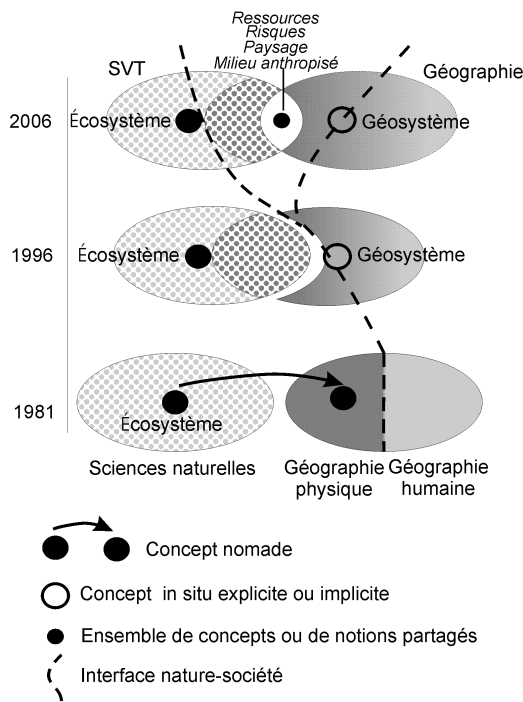 Ressources
Risques
Paysage
Milieu anthropisé
SVT
Géographie
2006
Écosystème
Géosystème
1996
Écosystème
Géosystème
1981
Écosystème
Sciences naturelles
Géographie physique
Géographie humaine
Concept nomade
Concept in situ explicite ou implicite
Ensemble de concepts ou de notions partagés
Interface nature-société